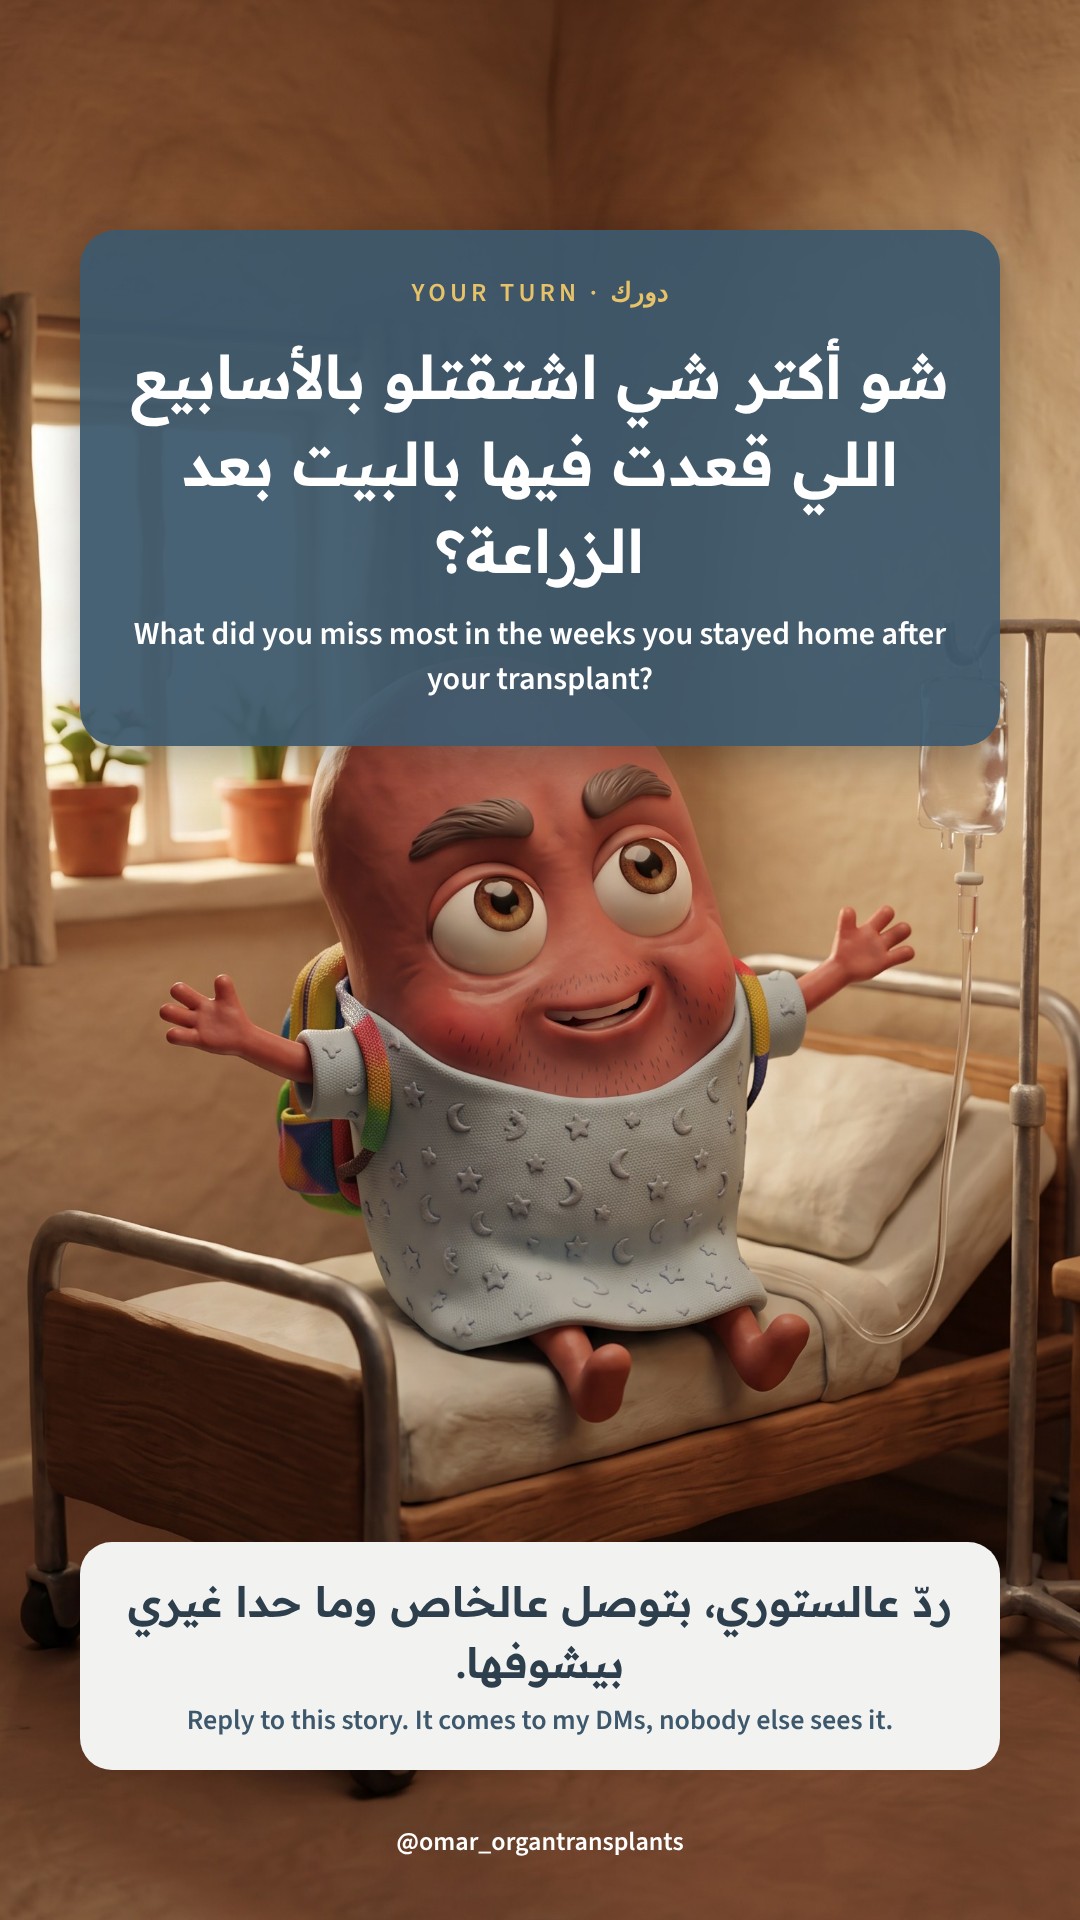 YOUR TURN · دورك
شو أكتر شي اشتقتلو بالأسابيع
اللي قعدت فيها بالبيت بعد
الزراعة؟
What did you miss most in the weeks you stayed home after
your transplant?
ردّ عالستوري، بتوصل عالخاص وما حدا غيري
بيشوفها.
Reply to this story. It comes to my DMs, nobody else sees it.
@omar_organtransplants